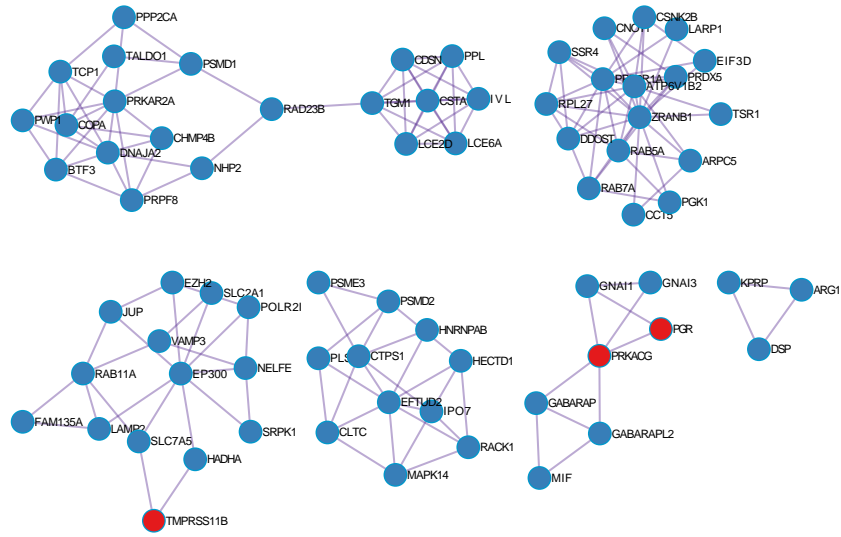 PPP2CA
TALDO1
PSMD1
TCP1
PRKAR2A
RAD23B
PWP1
COPA
CHMP4B
DNAJA2
BTF3
NHP2
PRPF8
CDSN
PPL
TGM1
CSTA
IVL
LCE2D
LCE6A
CSNK2B
LARP1
SSR4
EIF3D
PRDX5
ATP6V1B2
RPL27
ZRANB1
TSR1
DDOST
RAB5A
ARPC5
RAB7A
PGK1
CCT5
EZH2
SLC2A1
JUP
POLR2I
VAMP3
RAB11A
EP300
NELFE
FAM135A
LAMP2
SLC7A5
SRPK1
HADHA
TMPRSS11B
PSME3
PSMD2
HNRNPAB
CTPS1
HECTD1
EFTUD2
IPO7
CLTC
RACK1
MAPK14
GNAI1
GNAI3
PGR
PRKACG
GABARAP
GABARAPL2
MIF
KPRP
ARG1
DSP